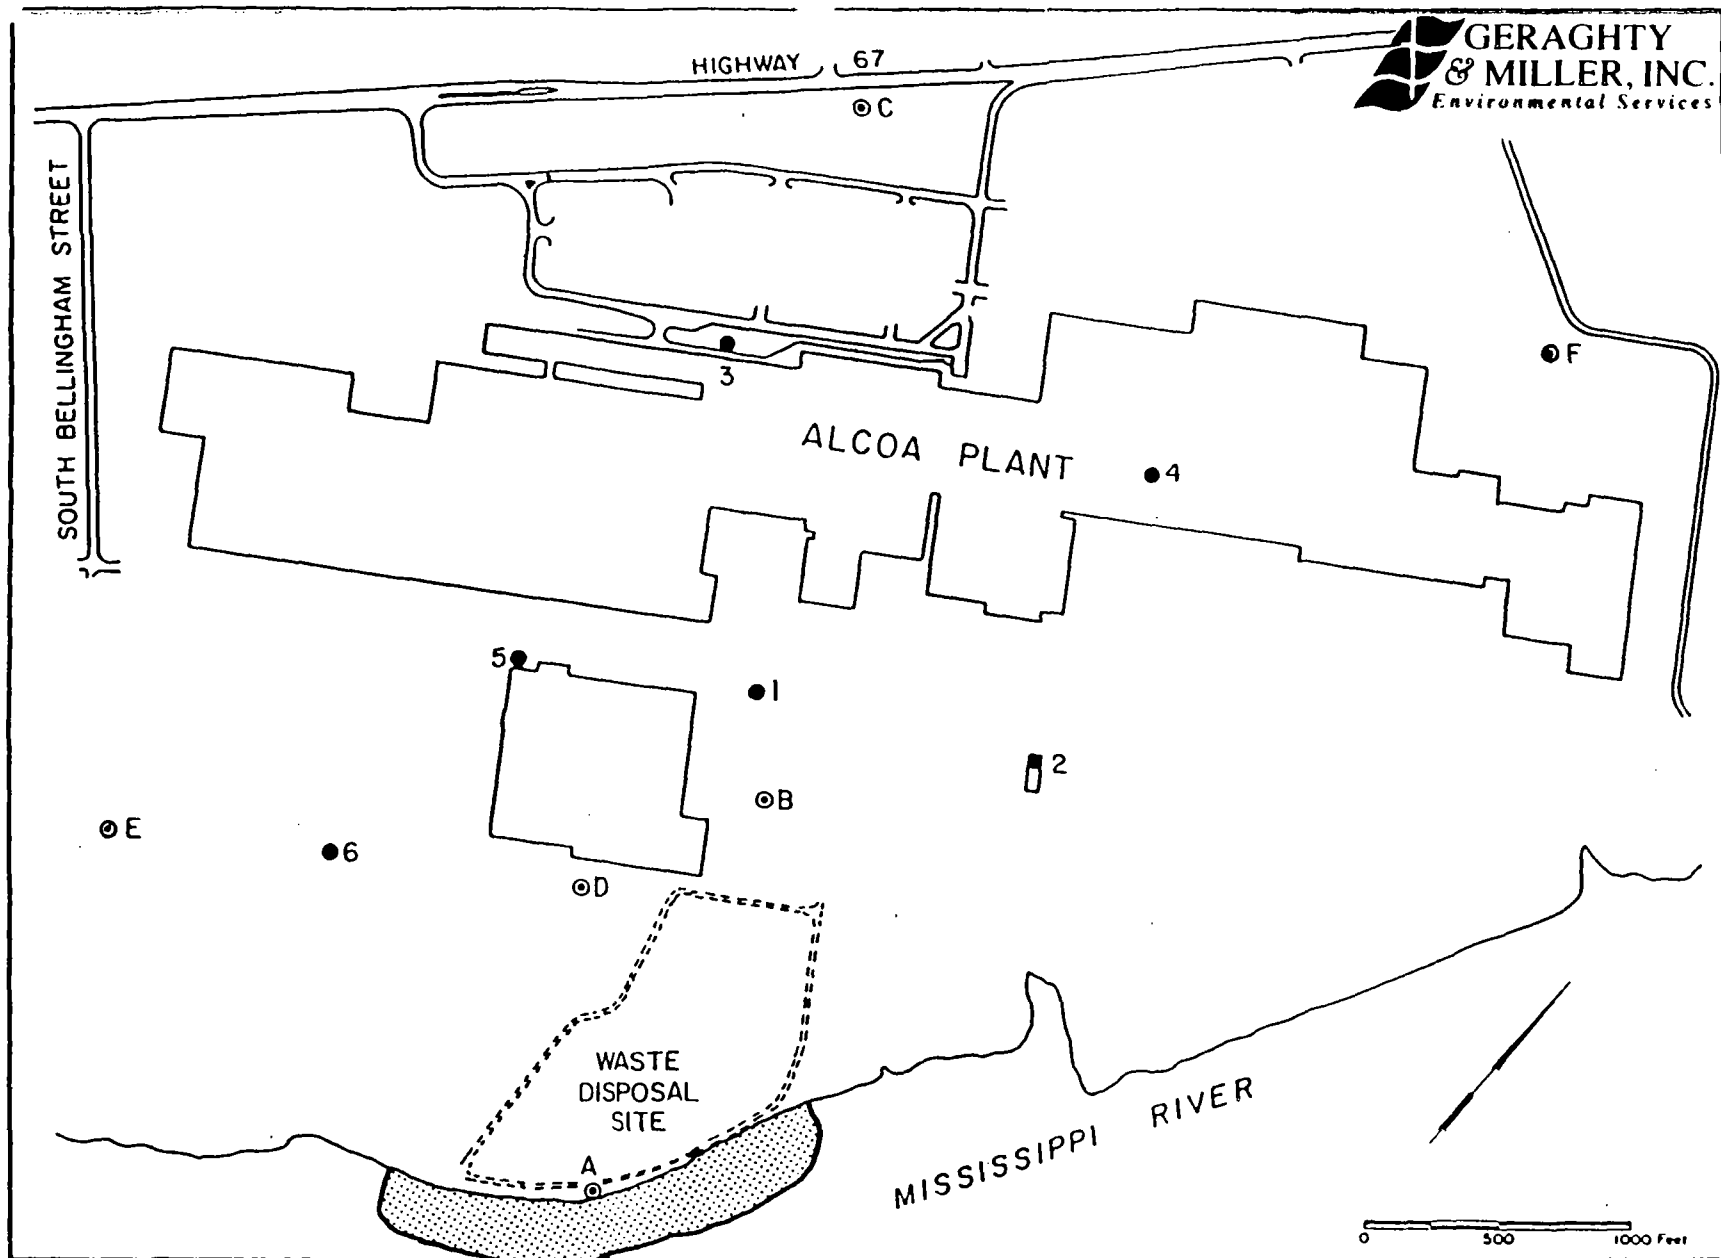 GERAGHTY
& MILLER, INC.
Environmental Services
HIGHWAY 67
C
SOUTH BELLINGHAM STREET
3
F
ALCOA PLANT
4
5
1
2
B
E
6
D
WASTE
DISPOSAL
SITE
A
MISSISSIPPI RIVER
0 500 1000 Feet